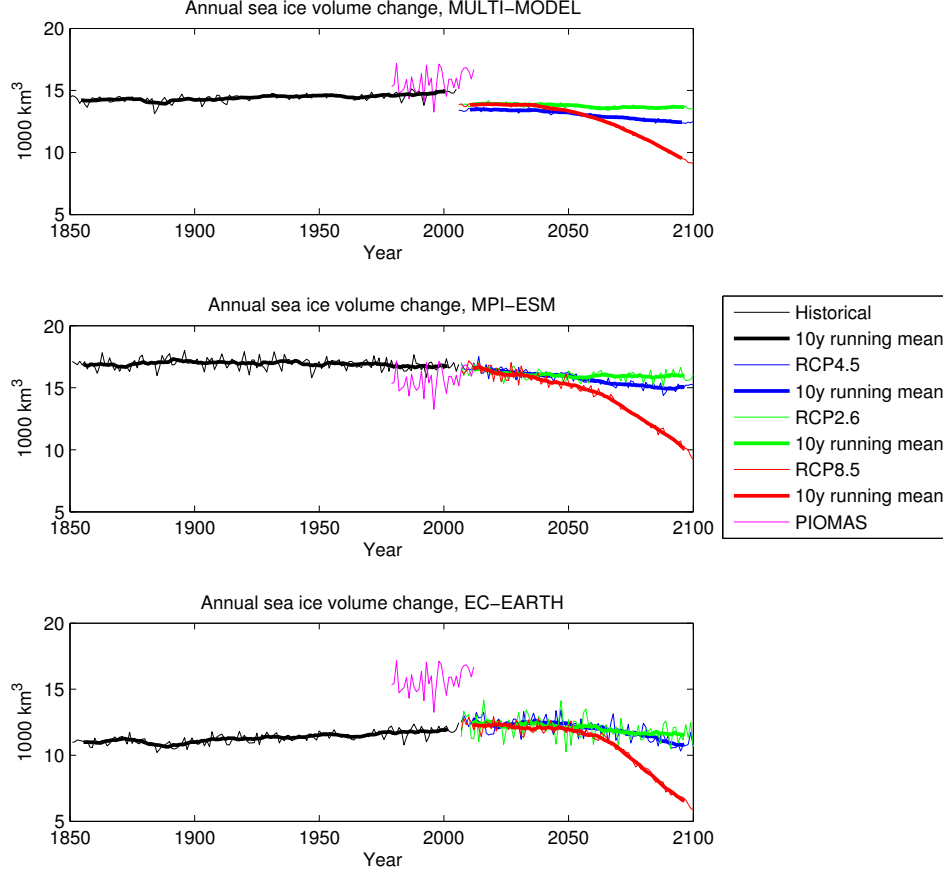 Annual sea ice volume change, MULTI−MODEL
20
15
10
5
1000 km³
1850 1900 1950 2000 2050 2100
Year
Annual sea ice volume change, MPI−ESM
20
15
10
5
1000 km³
1850 1900 1950 2000 2050 2100
Year
Historical
10y running mean
RCP4.5
10y running mean
RCP2.6
10y running mean
RCP8.5
10y running mean
PIOMAS
Annual sea ice volume change, EC−EARTH
20
15
10
5
1000 km³
1850 1900 1950 2000 2050 2100
Year